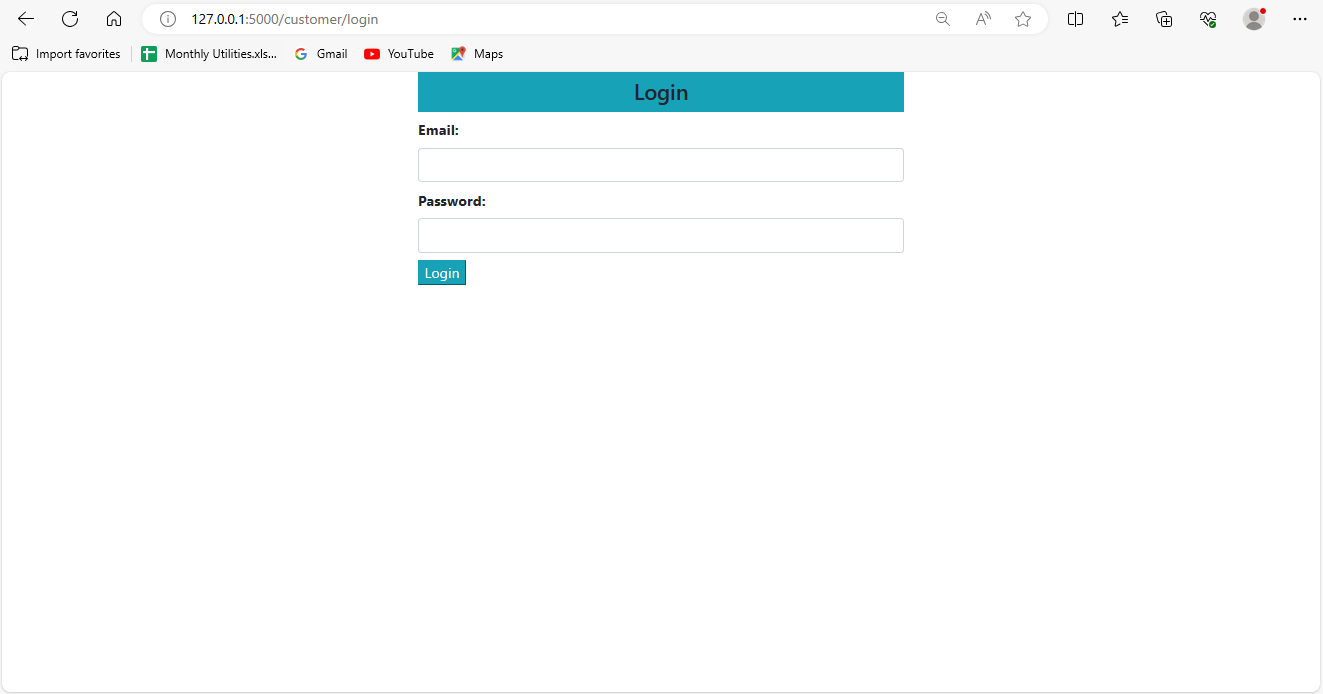 127.0.0.1:5000/customer/login
Import favorites Monthly Utilities.xls... Gmail YouTube Maps
Login
Email:
Password:
Login